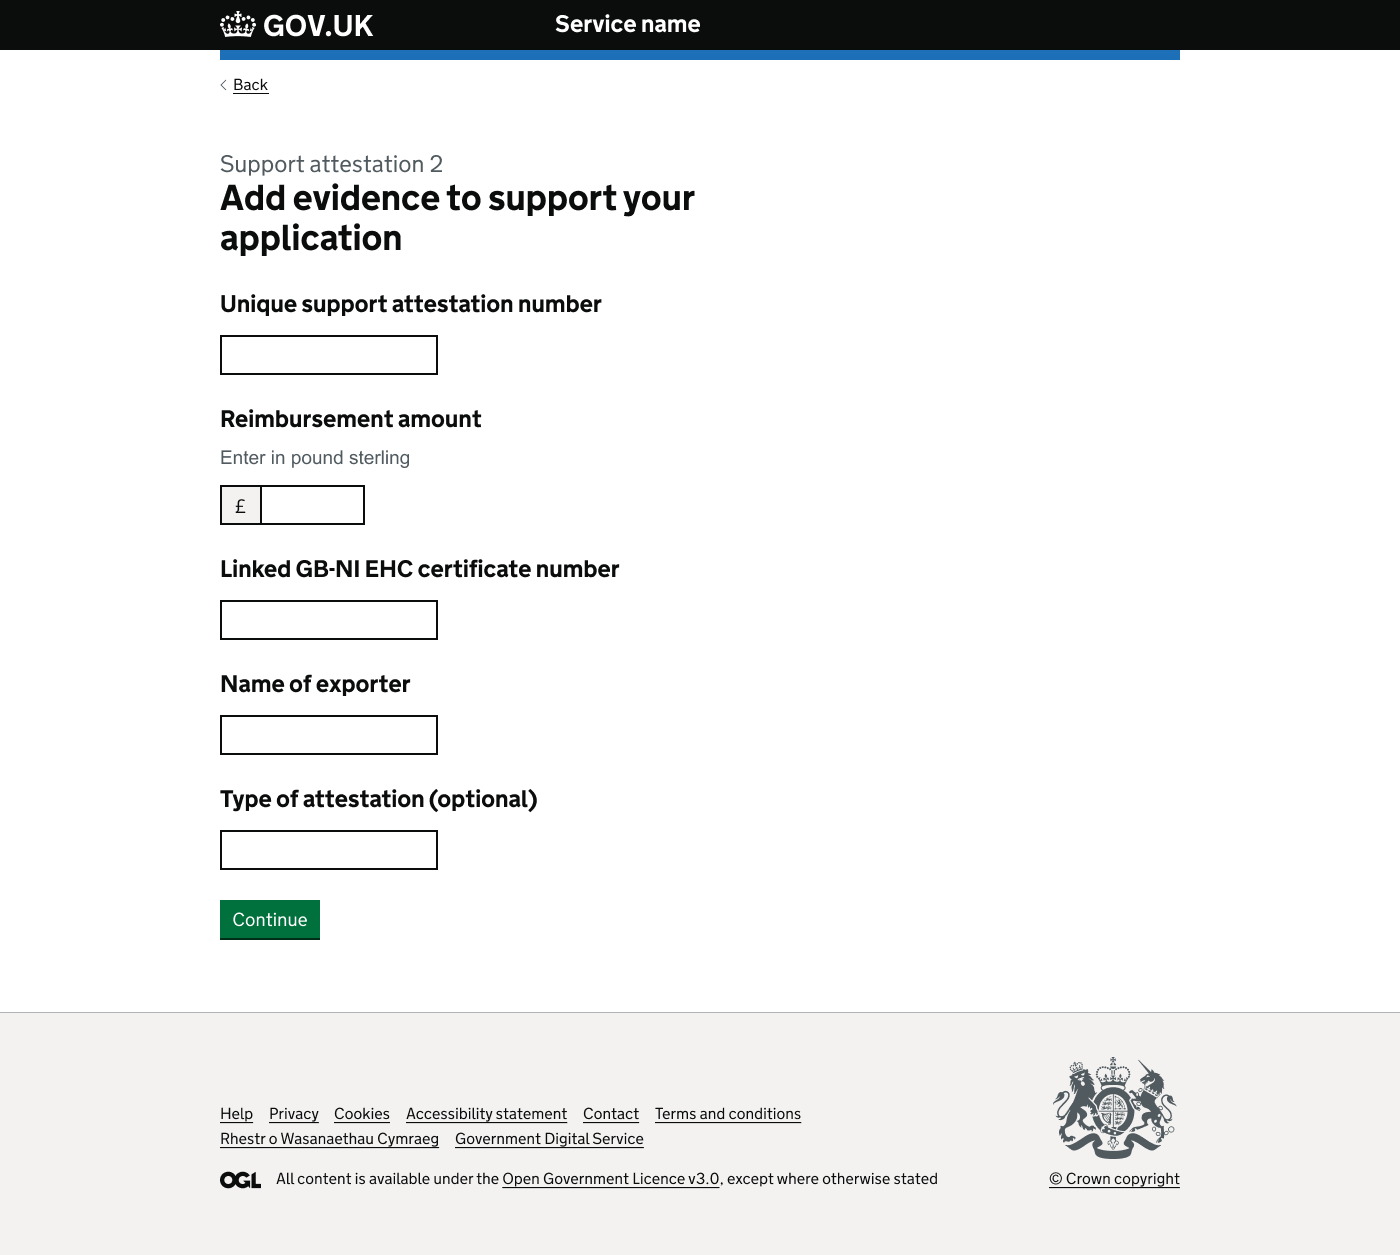 GOV.UK
Service name
Back
Support attestation 2
Add evidence to support your
application
Unique support attestation number
Reimbursement amount
Enter in pound sterling
£
Linked GB-NI EHC certificate number
Name of exporter
Type of attestation (optional)
Continue
Help Privacy Cookies Accessibility statement Contact Terms and conditions
Rhestr o Wasanaethau Cymraeg Government Digital Service
OGL All content is available under the Open Government Licence v3.0, except where otherwise stated
© Crown copyright